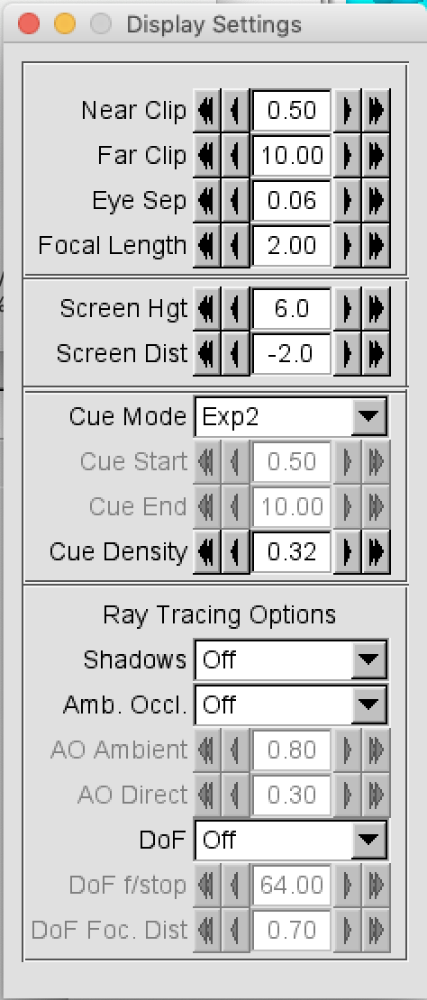 Display Settings
Near Clip 0.50
Far Clip 10.00
Eye Sep 0.06
Focal Length 2.00
Screen Hgt 6.0
Screen Dist -2.0
Cue Mode Exp2
Cue Start 0.50
Cue End 10.00
Cue Density 0.32
Ray Tracing Options
Shadows Off
Amb. Occl. Off
AO Ambient 0.80
AO Direct 0.30
DoF Off
DoF f/stop 64.00
DoF Foc. Dist 0.70